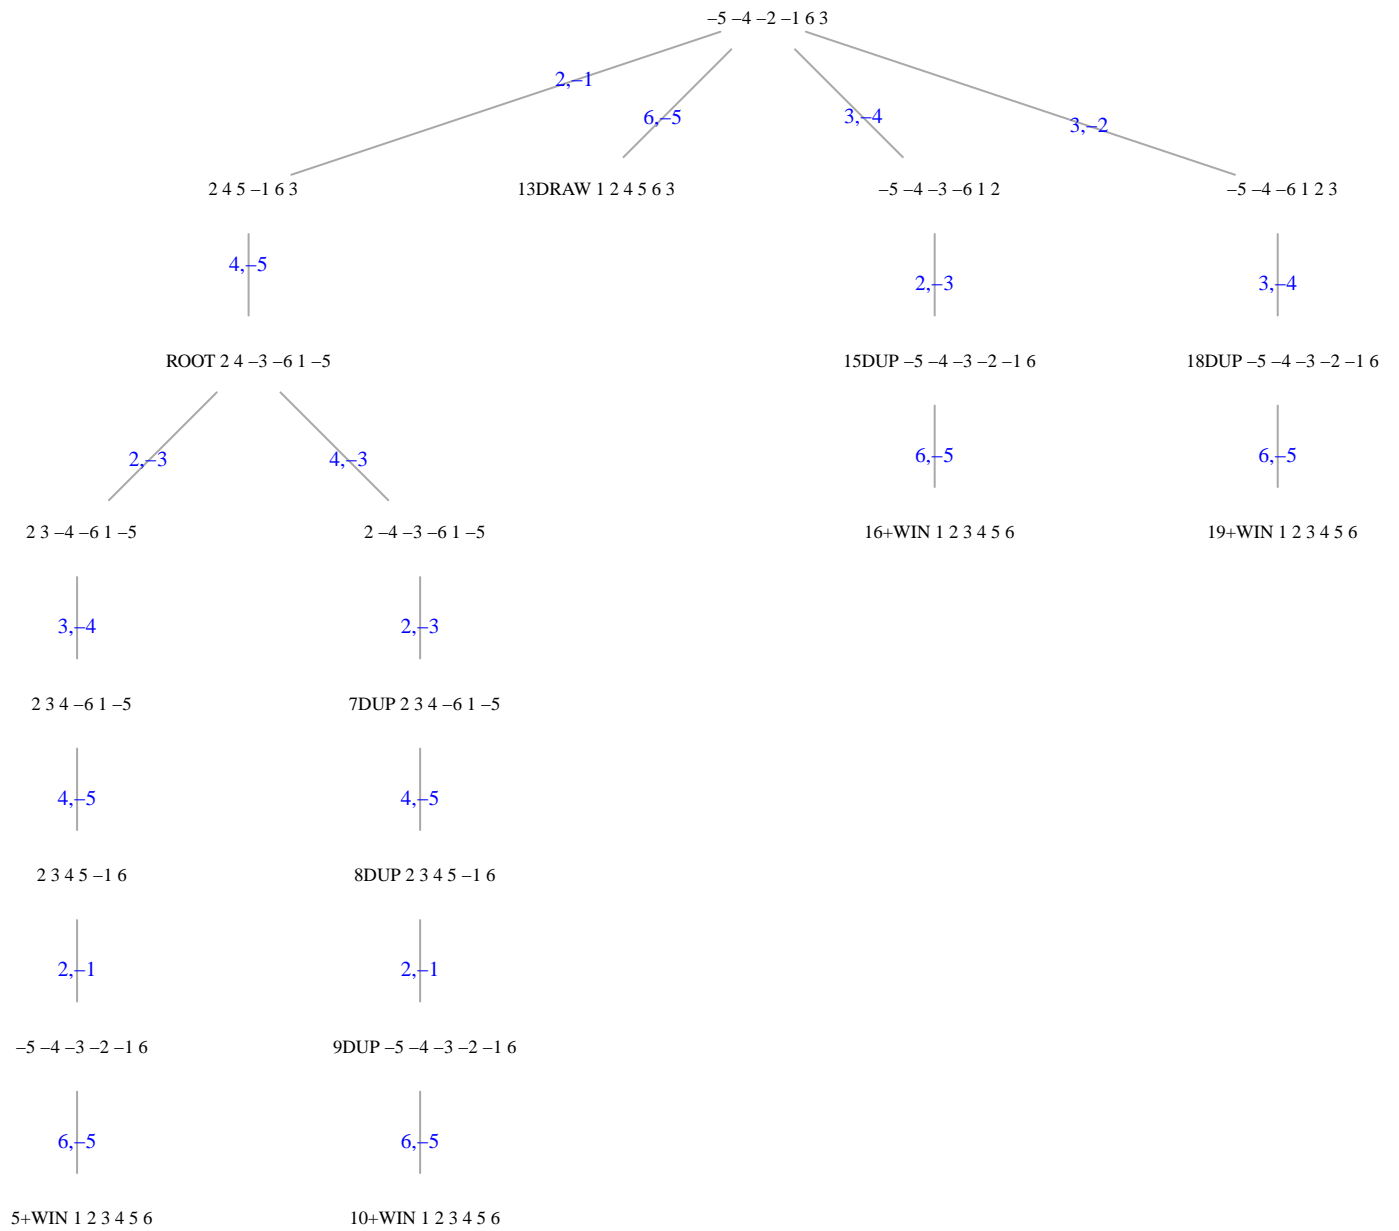 –5 –4 –2 –1 6 3
2,–1
6,–5
3,–4
3,–2
2 4 5 –1 6 3
13DRAW 1 2 4 5 6 3
–5 –4 –3 –6 1 2
–5 –4 –6 1 2 3
4,–5
2,–3
3,–4
ROOT 2 4 –3 –6 1 –5
15DUP –5 –4 –3 –2 –1 6
18DUP –5 –4 –3 –2 –1 6
2,–3
4,–3
6,–5
6,–5
2 3 –4 –6 1 –5
2 –4 –3 –6 1 –5
16+WIN 1 2 3 4 5 6
19+WIN 1 2 3 4 5 6
3,–4
2,–3
2 3 4 –6 1 –5
7DUP 2 3 4 –6 1 –5
4,–5
4,–5
2 3 4 5 –1 6
8DUP 2 3 4 5 –1 6
2,–1
2,–1
–5 –4 –3 –2 –1 6
9DUP –5 –4 –3 –2 –1 6
6,–5
6,–5
5+WIN 1 2 3 4 5 6
10+WIN 1 2 3 4 5 6